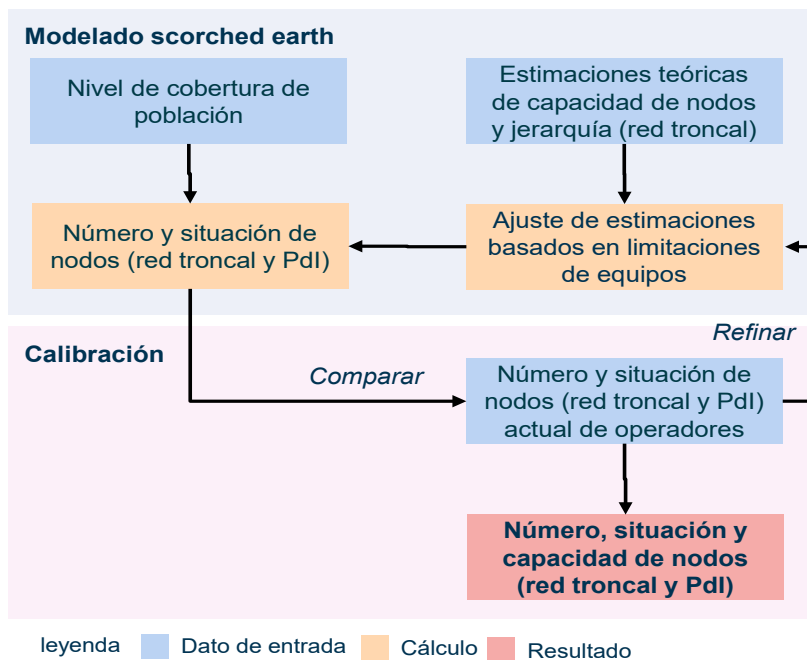 Modelado scorched earth
Nivel de cobertura de
población
Estimaciones teóricas
de capacidad de nodos
y jerarquía (red troncal)
Número y situación de
nodos (red troncal y PdI)
Ajuste de estimaciones
basados en limitaciones
de equipos
Refinar
Calibración
Comparar
Número y situación de
nodos (red troncal y PdI)
actual de operadores
Número, situación y
capacidad de nodos
(red troncal y PdI)
leyenda Dato de entrada Cálculo Resultado